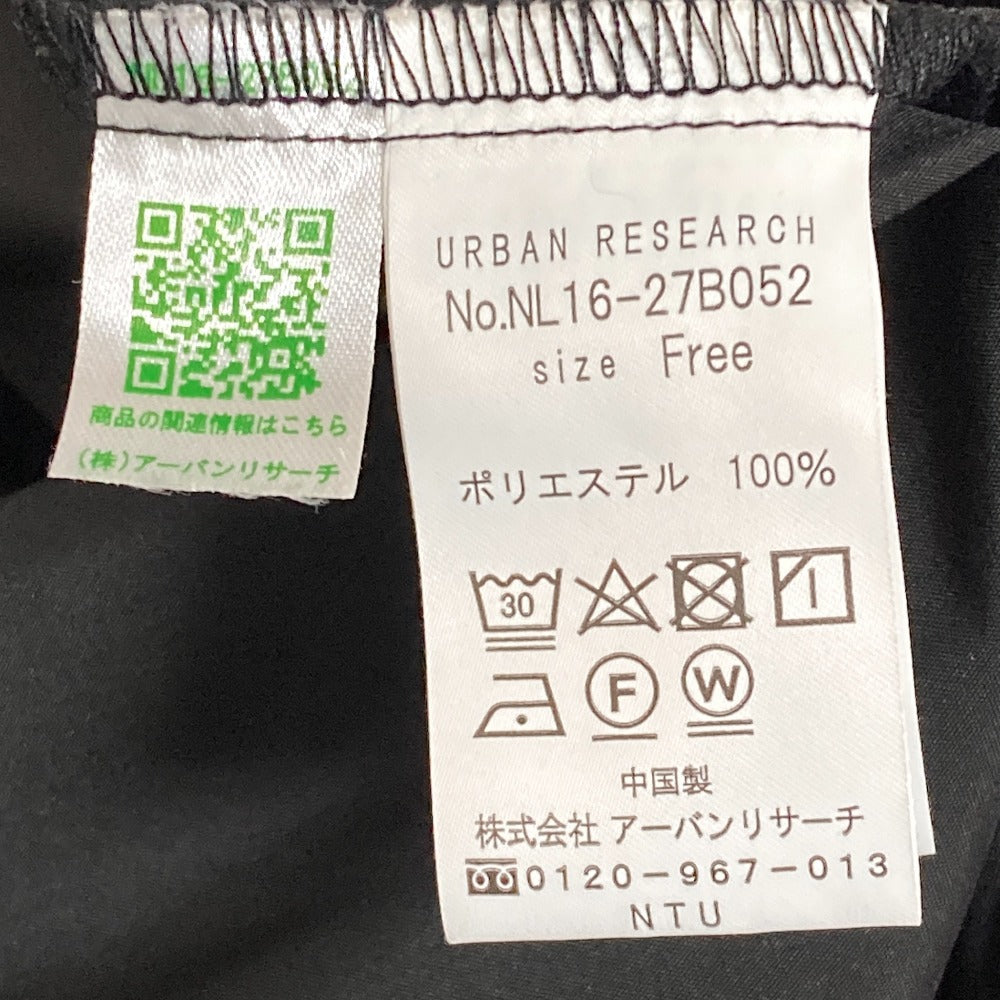 NL16-27B052
商品の関連情報はこちら
(株)アーバンリサーチ
URBAN RESEARCH
No.NL16-27B052
size Free
ポリエステル 100%
30
F W
中国製
株式会社 アーバンリサーチ
0120-967-013
NTU